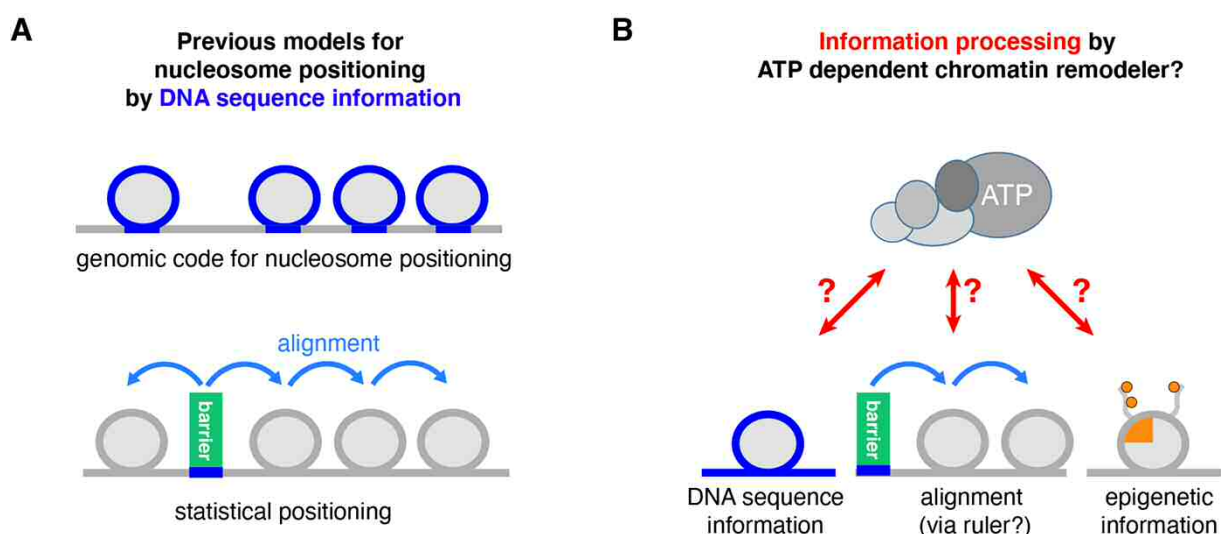 A
Previous models for
nucleosome positioning
by DNA sequence information
genomic code for nucleosome positioning
alignment
barrier
statistical positioning
B
Information processing by
ATP dependent chromatin remodeler?
ATP
?
?
?
barrier
DNA sequence
information
alignment
(via ruler?)
epigenetic
information